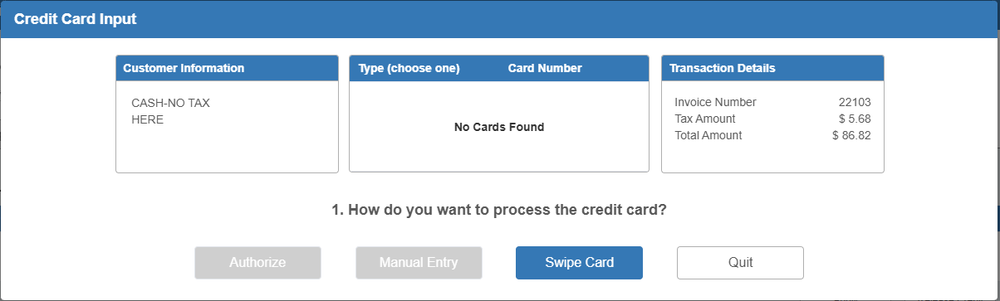 Credit Card Input
Customer Information
CASH-NO TAX
HERE
Type (choose one) Card Number
No Cards Found
Transaction Details
Invoice Number 22103
Tax Amount $ 5.68
Total Amount $ 86.82
1. How do you want to process the credit card?
Authorize Manual Entry Swipe Card Quit